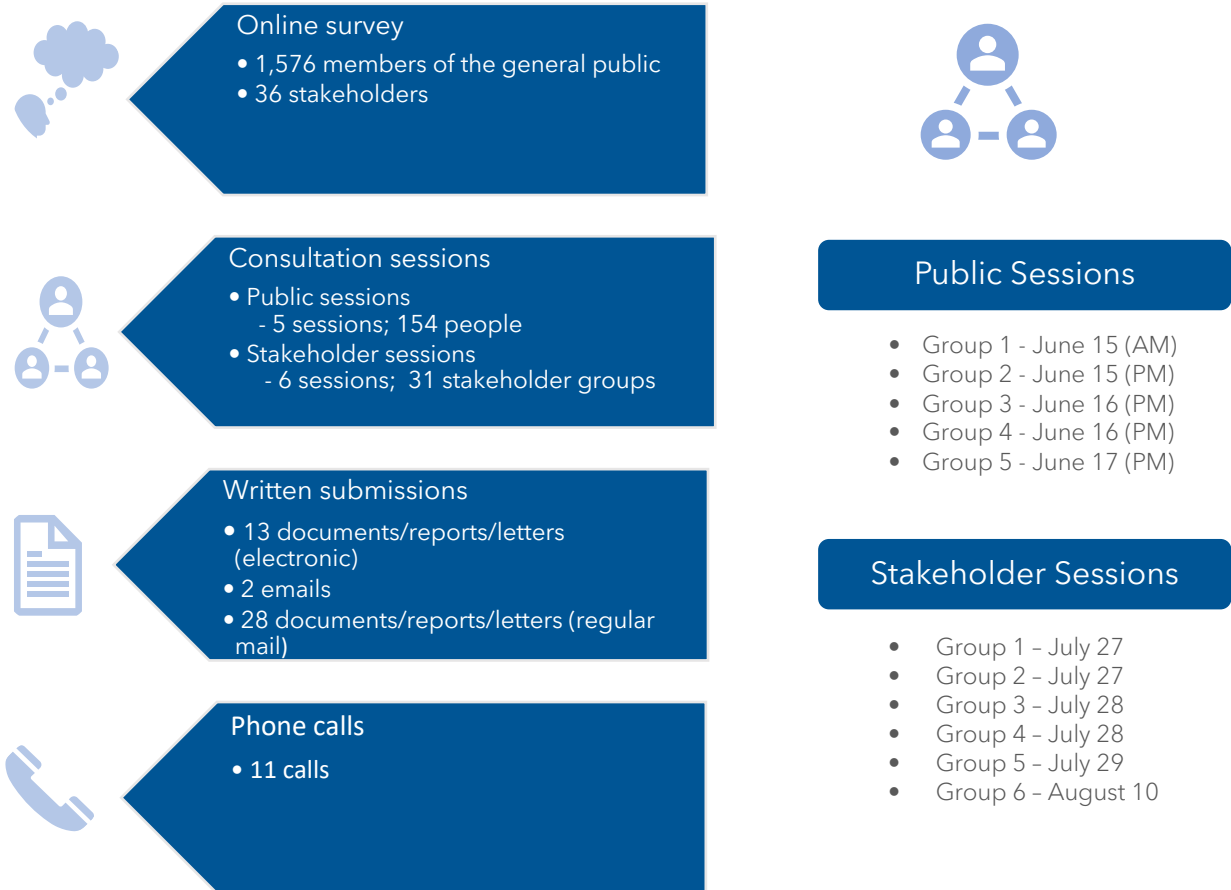 Online survey
• 1,576 members of the general public
• 36 stakeholders
Consultation sessions
• Public sessions
- 5 sessions; 154 people
• Stakeholder sessions
- 6 sessions; 31 stakeholder groups
Written submissions
• 13 documents/reports/letters
(electronic)
• 2 emails
• 28 documents/reports/letters (regular
mail)
Phone calls
• 11 calls
Public Sessions
• Group 1 - June 15 (AM)
• Group 2 - June 15 (PM)
• Group 3 - June 16 (PM)
• Group 4 - June 16 (PM)
• Group 5 - June 17 (PM)
Stakeholder Sessions
• Group 1 – July 27
• Group 2 – July 27
• Group 3 – July 28
• Group 4 – July 28
• Group 5 – July 29
• Group 6 – August 10